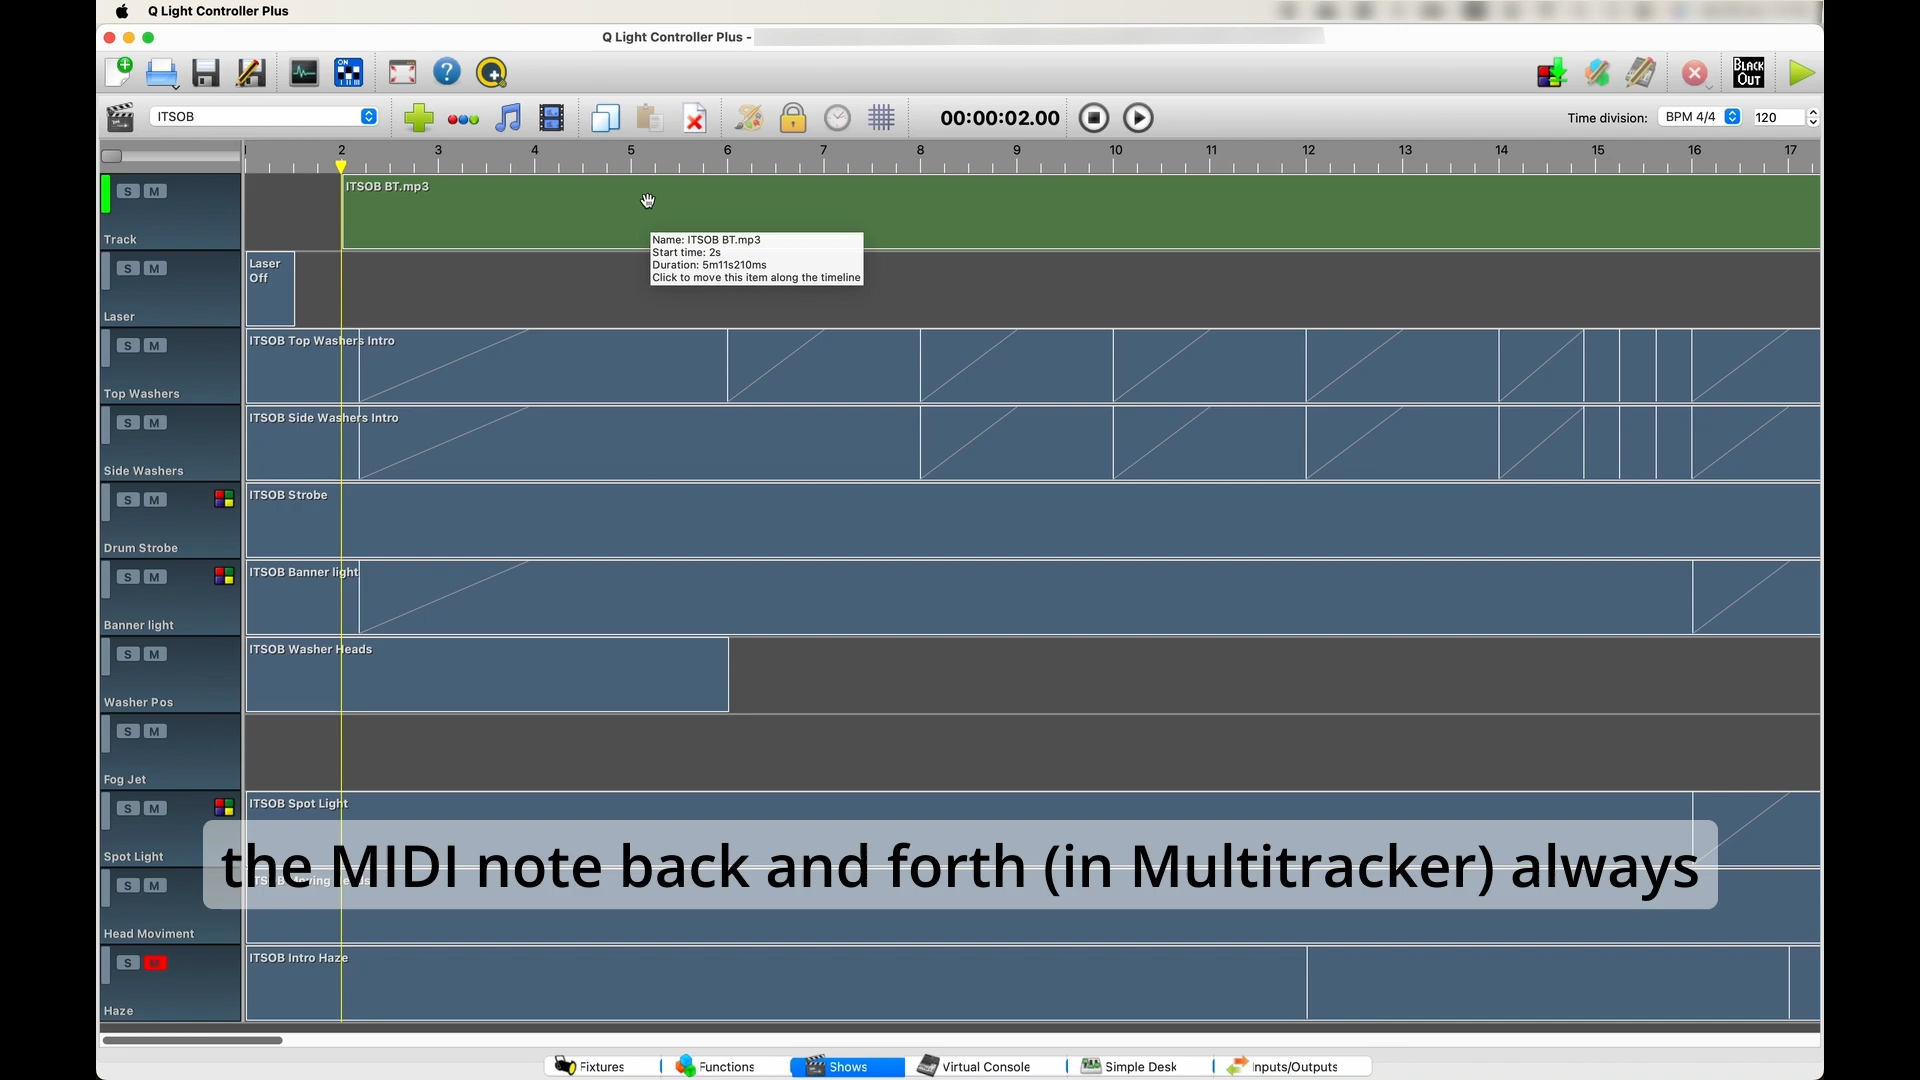 Q Light Controller Plus
Q Light Controller Plus -
ON
BLACK
OUT
ITSOB
00:00:02.00
Time division:
BPM 4/4
120
2 3 4 5 6 7 8 9 10 11 12 13 14 15 16 17
S M
Track
ITSOB BT.mp3
Name: ITSOB BT.mp3
Start time: 2s
Duration: 5m11s210ms
Click to move this item along the timeline
S M
Laser
Laser
Off
S M
Top Washers
ITSOB Top Washers Intro
S M
Side Washers
ITSOB Side Washers Intro
S M
Drum Strobe
ITSOB Strobe
S M
Banner light
ITSOB Banner light
S M
Washer Pos
ITSOB Washer Heads
S M
Fog Jet
S M
Spot Light
ITSOB Spot Light
the MIDI note back and forth (in Multitracker) always
S M
Head Moviment
S M
Haze
ITSOB Intro Haze
Fixtures
Functions
Shows
Virtual Console
Simple Desk
Inputs/Outputs